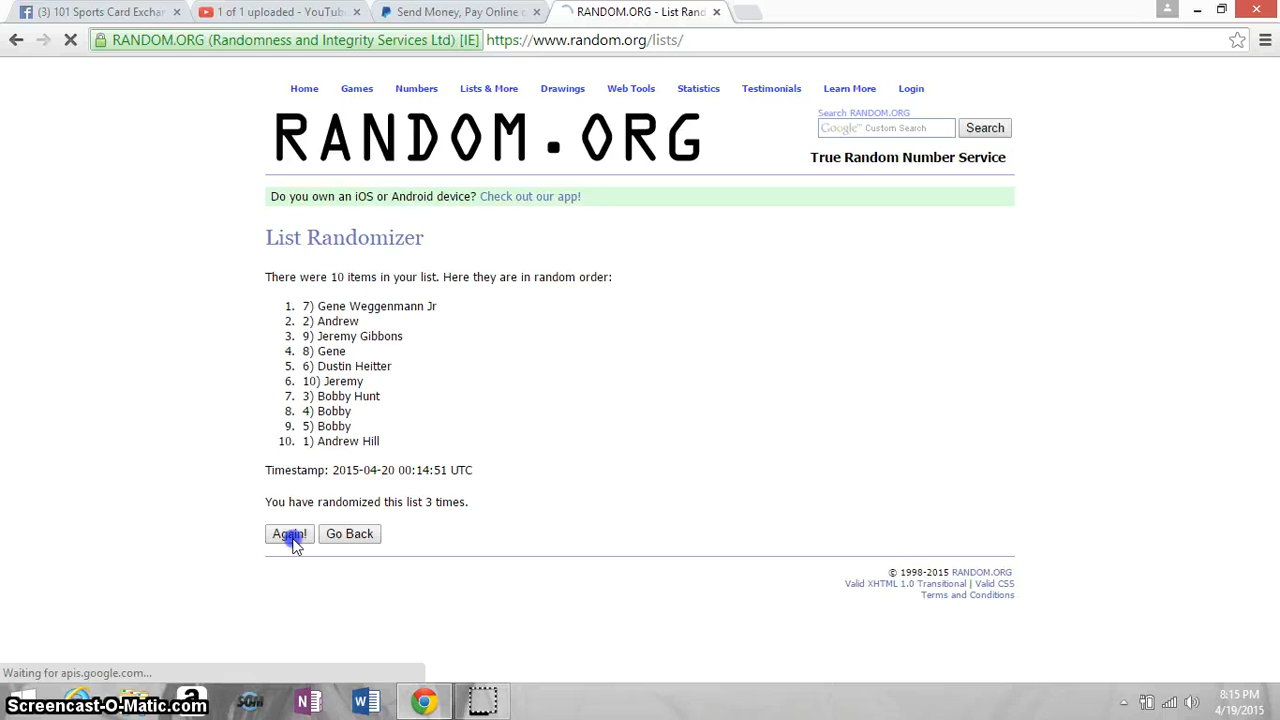 (3) 101 Sports Card Exchan
1 of 1 uploaded - YouTub
Send Money, Pay Online o
RANDOM.ORG - List Rand
RANDOM.ORG (Randomness and Integrity Services Ltd) [IE]
https://www.random.org/lists/
Home Games Numbers Lists & More Drawings Web Tools Statistics Testimonials Learn More Login
RANDOM.ORG
Search RANDOM.ORG
Google™ Custom Search
Search
True Random Number Service
Do you own an iOS or Android device? Check out our app!
List Randomizer
There were 10 items in your list. Here they are in random order:
1. 7) Gene Weggenmann Jr
2. 2) Andrew
3. 9) Jeremy Gibbons
4. 8) Gene
5. 6) Dustin Heitter
6. 10) Jeremy
7. 3) Bobby Hunt
8. 4) Bobby
9. 5) Bobby
10. 1) Andrew Hill
Timestamp: 2015-04-20 00:14:51 UTC
You have randomized this list 3 times.
Again! Go Back
© 1998-2015 RANDOM.ORG
Valid XHTML 1.0 Transitional | Valid CSS
Terms and Conditions
Waiting for apis.google.com...
Screencast-O-Matic.com
SOM
8:15 PM
4/19/2015